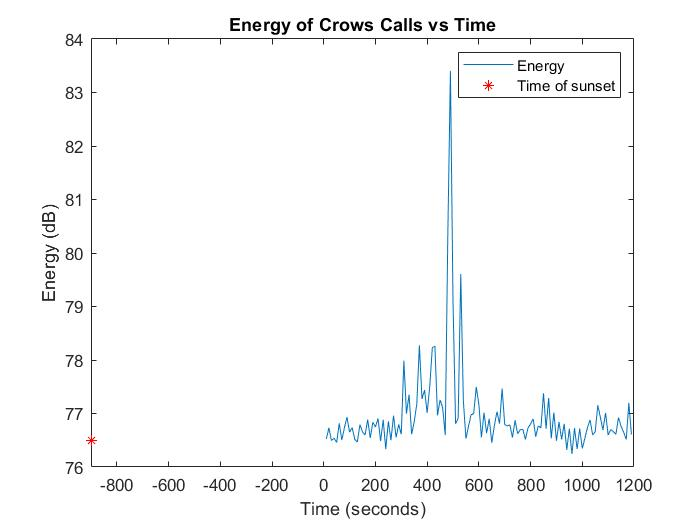 Energy of Crows Calls vs Time
84
83
82
81
80
79
78
77
76
Energy (dB)
Energy
Time of sunset
-800 -600 -400 -200 0 200 400 600 800 1000 1200
Time (seconds)